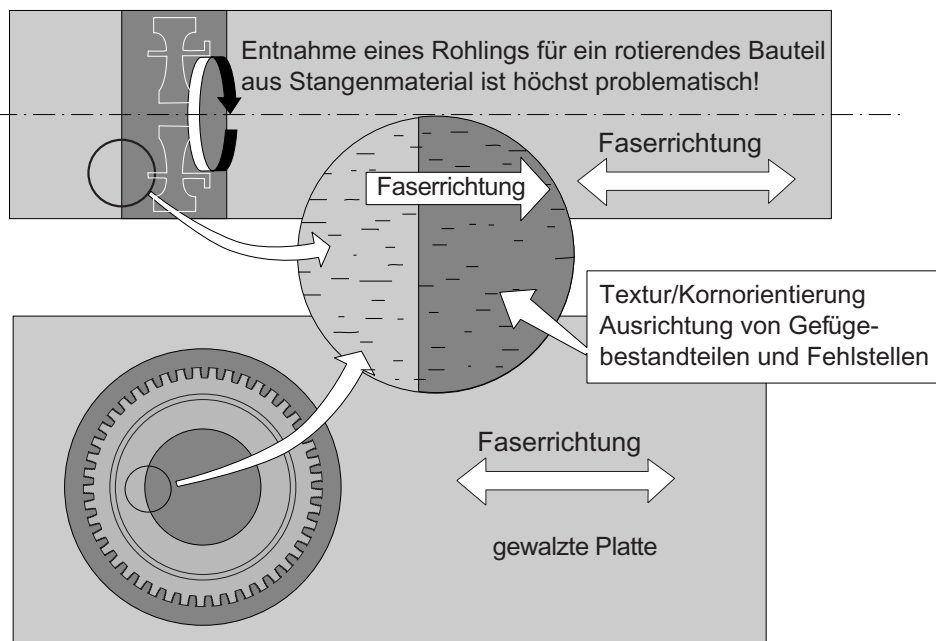 Entnahme eines Rohlings für ein rotierendes Bauteil
aus Stangenmaterial ist höchst problematisch!
Faserrichtung
Faserrichtung
Textur/Kornorientierung
Ausrichtung von Gefüge-
bestandteilen und Fehlstellen
Faserrichtung
gewalzte Platte